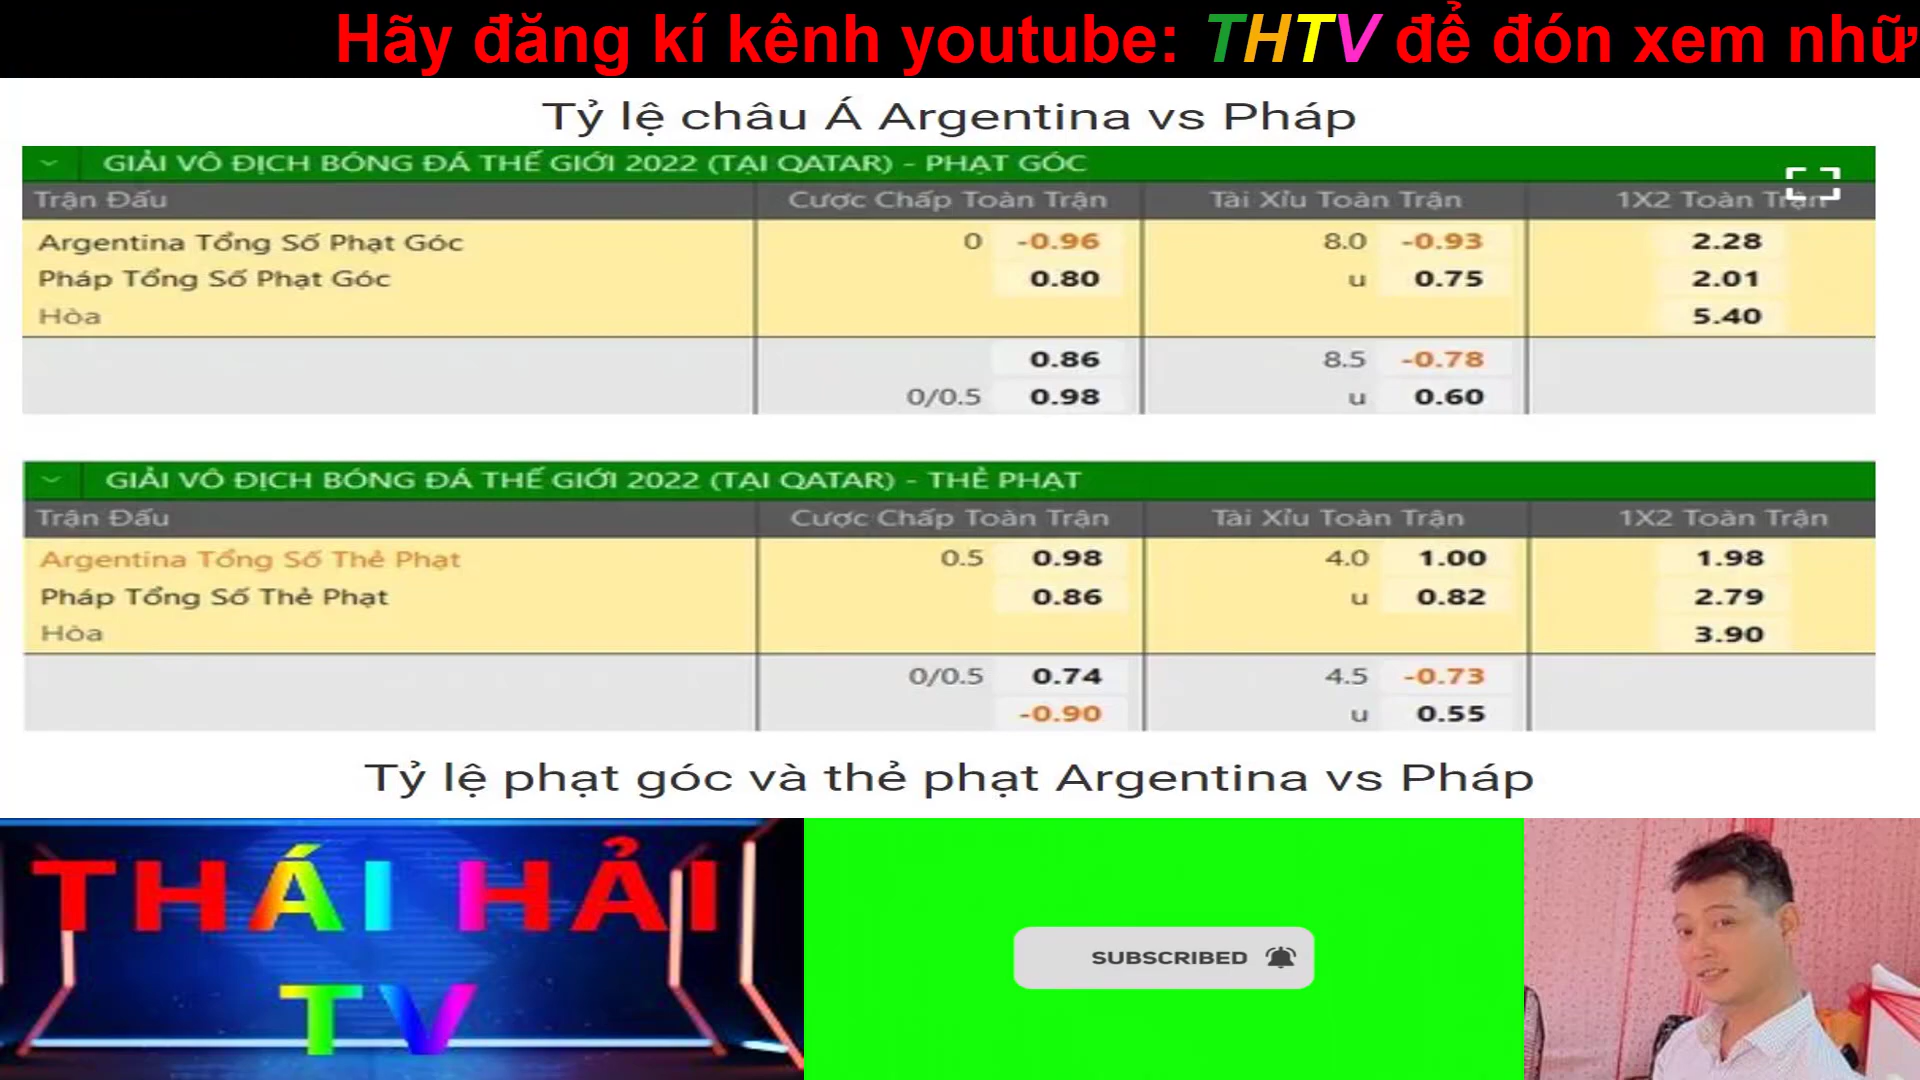 Hãy đăng kí kênh youtube: THTV để đón xem nhữ
Tỷ lệ châu Á Argentina vs Pháp
GIẢI VÔ ĐỊCH BÓNG ĐÁ THẾ GIỚI 2022 (TẠI QATAR) - PHẠT GÓC
Trận Đấu Cược Chấp Toàn Trận Tài Xỉu Toàn Trận 1X2 Toàn Trận
Argentina Tổng Số Phạt Góc 0 -0.96 8.0 -0.93 2.28
Pháp Tổng Số Phạt Góc 0.80 u 0.75 2.01
Hòa 5.40
0.86 8.5 -0.78
0/0.5 0.98 u 0.60
GIẢI VÔ ĐỊCH BÓNG ĐÁ THẾ GIỚI 2022 (TẠI QATAR) - THẺ PHẠT
Trận Đấu Cược Chấp Toàn Trận Tài Xỉu Toàn Trận 1X2 Toàn Trận
Argentina Tổng Số Thẻ Phạt 0.5 0.98 4.0 1.00 1.98
Pháp Tổng Số Thẻ Phạt 0.86 u 0.82 2.79
Hòa 3.90
0/0.5 0.74 4.5 -0.73
-0.90 u 0.55
Tỷ lệ phạt góc và thẻ phạt Argentina vs Pháp
THÁI HẢI
TV
SUBSCRIBED